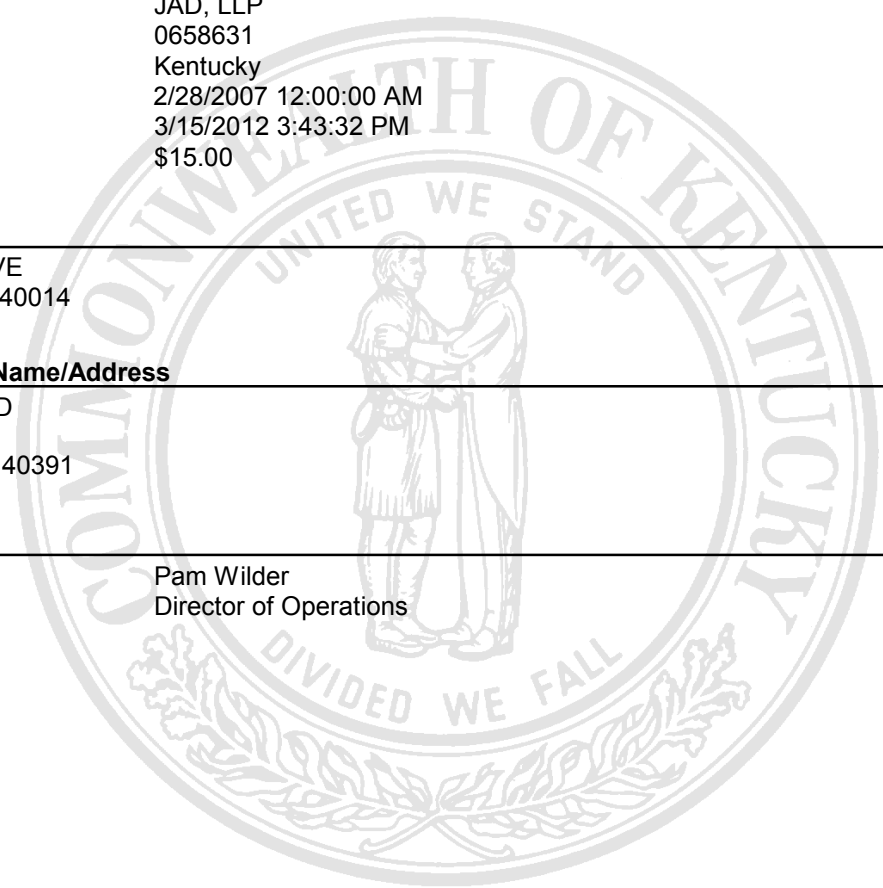 JAD, LLP
0658631
Kentucky
2/28/2007 12:00:00 AM
3/15/2012 3:43:32 PM
$15.00
COMMONWEALTH OF KENTUCKY
UNITED WE STAND
VE
40014
Name/Address
D
40391
Pam Wilder
Director of Operations
DIVIDED WE FALL